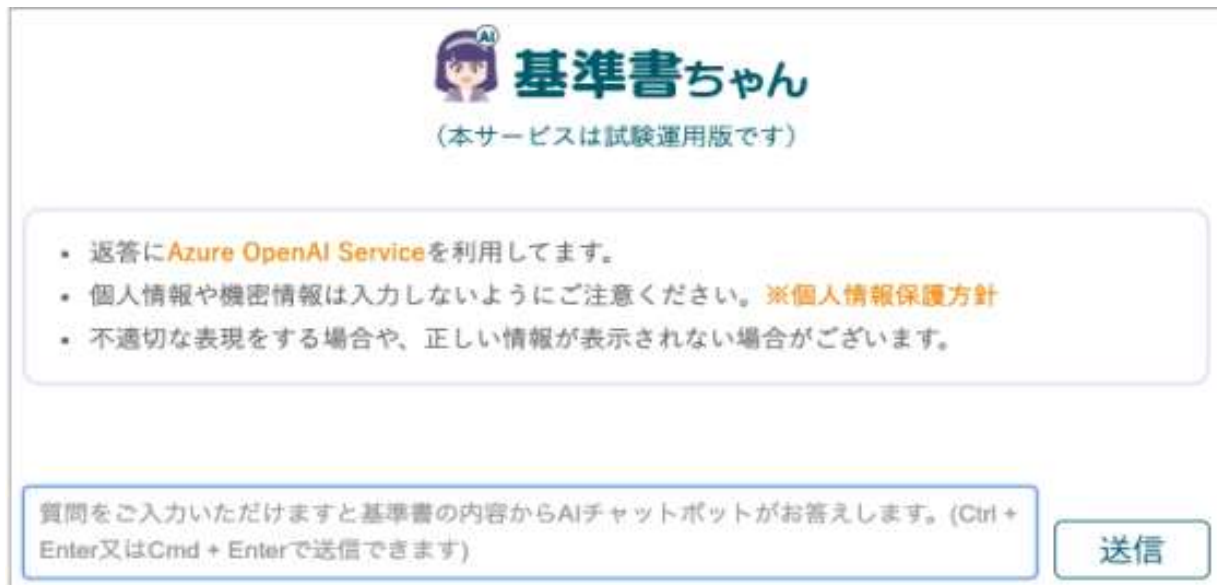 AI
基準書ちゃん
(本サービスは試験運用版です)
• 返答にAzure OpenAI Serviceを利用してます。
• 個人情報や機密情報は入力しないようにご注意ください。※個人情報保護方針
• 不適切な表現をする場合や、正しい情報が表示されない場合がございます。
質問をご入力いただけますと基準書の内容からAIチャットボットがお答えします。(Ctrl +
Enter又はCmd + Enterで送信できます)
送信